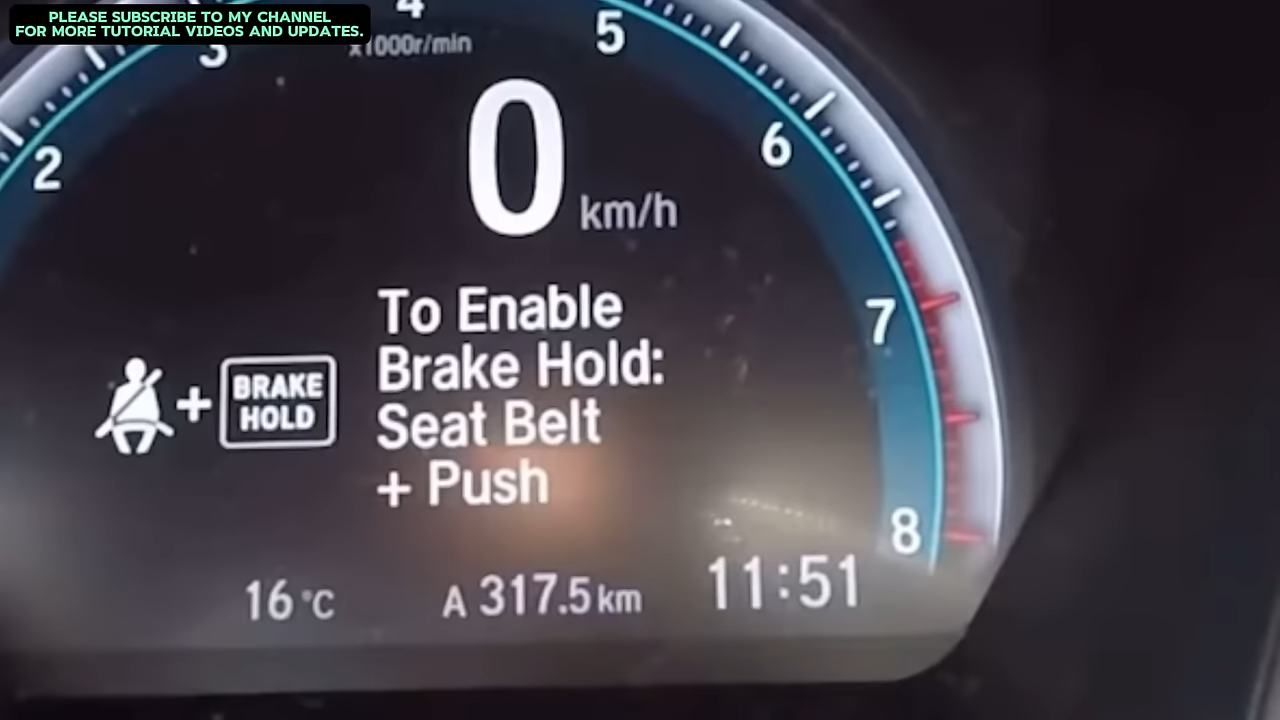 PLEASE SUBSCRIBE TO MY CHANNEL
FOR MORE TUTORIAL VIDEOS AND UPDATES.
4
3
x1000r/min
5
2
0
km/h
6
7
To Enable
Brake Hold:
Seat Belt
+ Push
+
BRAKE
HOLD
8
16 °C
A 317.5 km
11:51